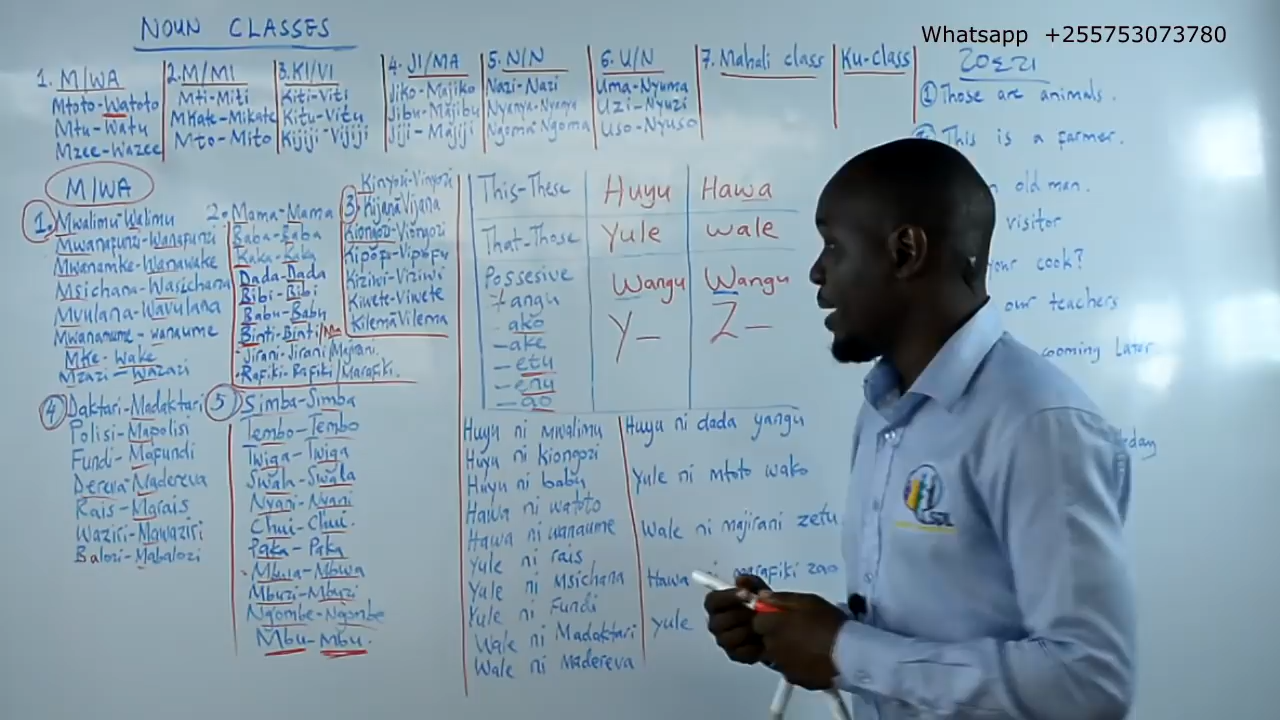 Whatsapp +255753073780
NOUN CLASSES
1. M/WA
Mtoto-Watoto
Mtu-Watu
Mzee-Wazee
2. M/MI
Mti-Miti
Mkate-Mikate
Mto-Mito
3. KI/VI
Kiti-Viti
Kitu-Vitu
Kijiji-Vijiji
4. JI/MA
Jiko-Majiko
Jibu-Majibu
Jiji-Majiji
5. N/N
Nazi-Nazi
Nyanya-Nyanya
Ngoma-Ngoma
6. U/N
Uma-Nyuma
Uzi-Nyuzi
Uso-Nyuso
7. Mahali class
Ku-class
M/WA
1. Mwalimu-Walimu
Mwanafunzi-Wanafunzi
Mwanamke-Wanawake
Msichana-Wasichana
Mvulana-Wavulana
Mwanamme-wanaume
Mke-Wake
Mzazi-Wazazi
2. Mama-Mama
Baba-Baba
Kaka-Kaka
Dada-Dada
Bibi-Bibi
Babu-Babu
Binti-Binti/
Jirani-Jirani/Majirani.
Rafiki-Rafiki/Marafiki.
Kinyozi-Vinyozi
3 Kijana Vijana
Kiongozi-Viongozi
Kipofu-Vipofu
Kiziwi-Viziwi
Kiwete-Viwete
Kilema Vilema
4 Daktari-Madaktari
Polisi-Mapolisi
Fundi-Mafundi
Dereva-Madereva
Rais-Marais
Waziri-Mawaziri
Balozi-Mabalozi
5 Simba-Simba
Tembo-Tembo
Twiga-Twiga
Swala-Swala
Nyani-Nyani
Chui-Chui.
Paka-Paka
Mbwa-Mbwa
Mbuzi-Mbuzi
Ngombe-Ngombe
Mbu-Mbu.
This-These Huyu Hawa
That-Those Yule wale
Possesive Wangu Wangu
angu
-ako Y- Z-
-ake
-etu
-enu
-ao
Huyu ni mwalimu
Huyu ni kiongozi
Huyu ni babu
Hawa ni watoto
Hawa ni wanaume
Yule ni rais
Yule ni Msichana
Yule ni Fundi
Wale ni Madaktari
Wale ni Madereva
Huyu ni dada yangu
Yule ni mtoto wako
Wale ni majirani zetu
Hawa ni marafiki zao
Yule
1 Those are animals.
This is a farmer.
old man.
visitor
cook?
our teachers
cooming Later